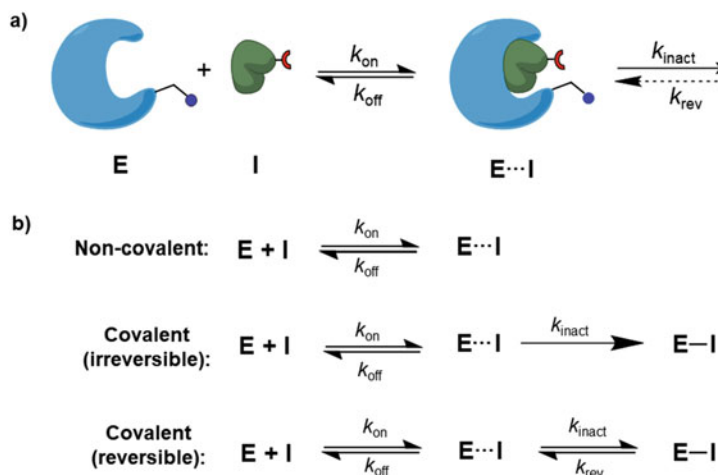 a)
+
k_on
k_off
k_inact
k_rev
E I E···I
b)
Non-covalent: E + I k_on k_off E···I
Covalent (irreversible): E + I k_on k_off E···I k_inact E—I
Covalent (reversible): E + I k_on k_off E···I k_inact k_rev E—I